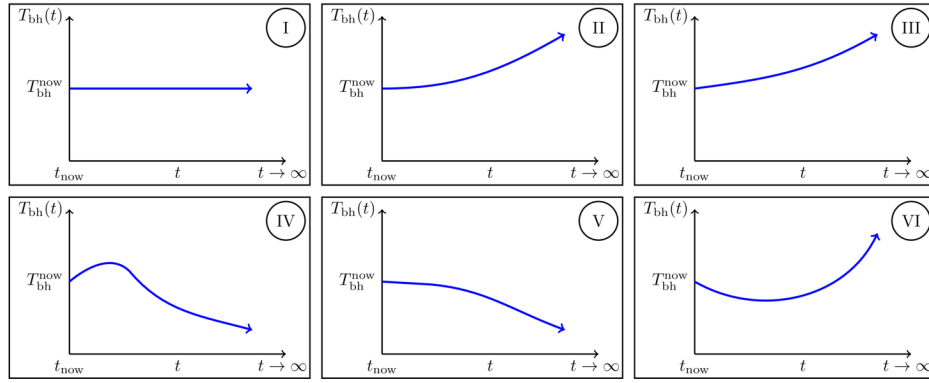 T_bh(t) I
T_bh^now
t_now t t → ∞
T_bh(t) II
T_bh^now
t_now t t → ∞
T_bh(t) III
T_bh^now
t_now t t → ∞
T_bh(t) IV
T_bh^now
t_now t t → ∞
T_bh(t) V
T_bh^now
t_now t t → ∞
T_bh(t) VI
T_bh^now
t_now t t → ∞